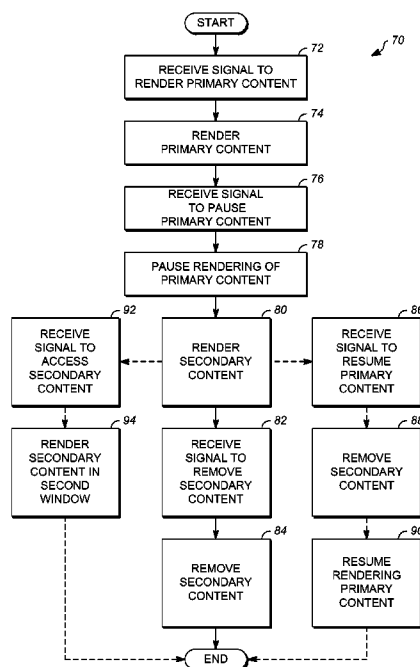 START
70
72
RECEIVE SIGNAL TO
RENDER PRIMARY CONTENT
74
RENDER
PRIMARY CONTENT
76
RECEIVE SIGNAL
TO PAUSE
PRIMARY CONTENT
78
PAUSE RENDERING OF
PRIMARY CONTENT
92
RECEIVE
SIGNAL TO
ACCESS
SECONDARY
CONTENT
80
RENDER
SECONDARY
CONTENT
86
RECEIVE
SIGNAL TO
RESUME
PRIMARY
CONTENT
94
RENDER
SECONDARY
CONTENT IN
SECOND
WINDOW
82
RECEIVE
SIGNAL TO
REMOVE
SECONDARY
CONTENT
88
REMOVE
SECONDARY
CONTENT
84
REMOVE
SECONDARY
CONTENT
90
RESUME
RENDERING
PRIMARY
CONTENT
END